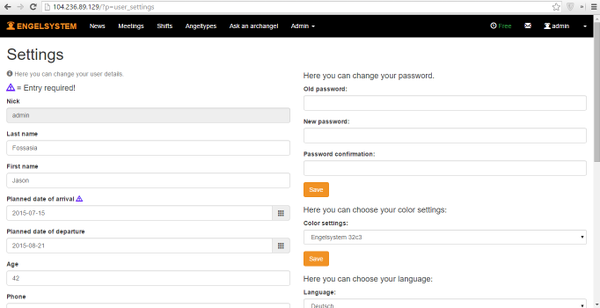 104.236.89.129/?p=user_settings
ENGELSYSTEM News Meetings Shifts Angeltypes Ask an archangel Admin Free admin
Settings
Here you can change your user details.
= Entry required!
Nick
admin
Last name
Fossasia
First name
Jason
Planned date of arrival
2015-07-15
Planned date of departure
2015-08-21
Age
42
Phone
Here you can change your password.
Old password:
New password:
Password confirmation:
Save
Here you can choose your color settings:
Color settings:
Engelsystem 32c3
Save
Here you can choose your language:
Language:
Deutsch